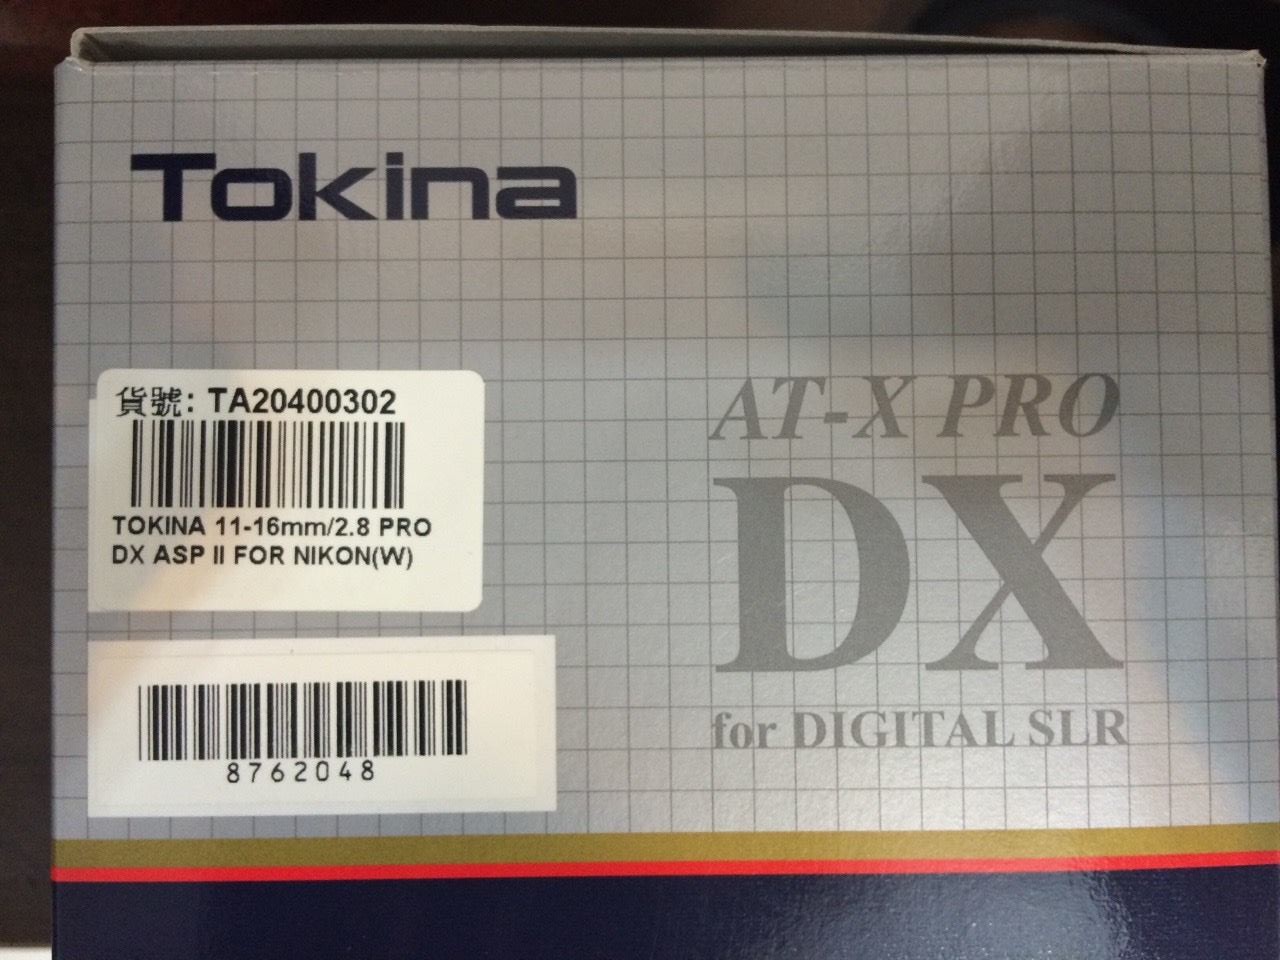 Tokina
貨號: TA20400302
TOKINA 11-16mm/2.8 PRO
DX ASP II FOR NIKON(W)
8762048
AT-X PRO
DX
for DIGITAL SLR